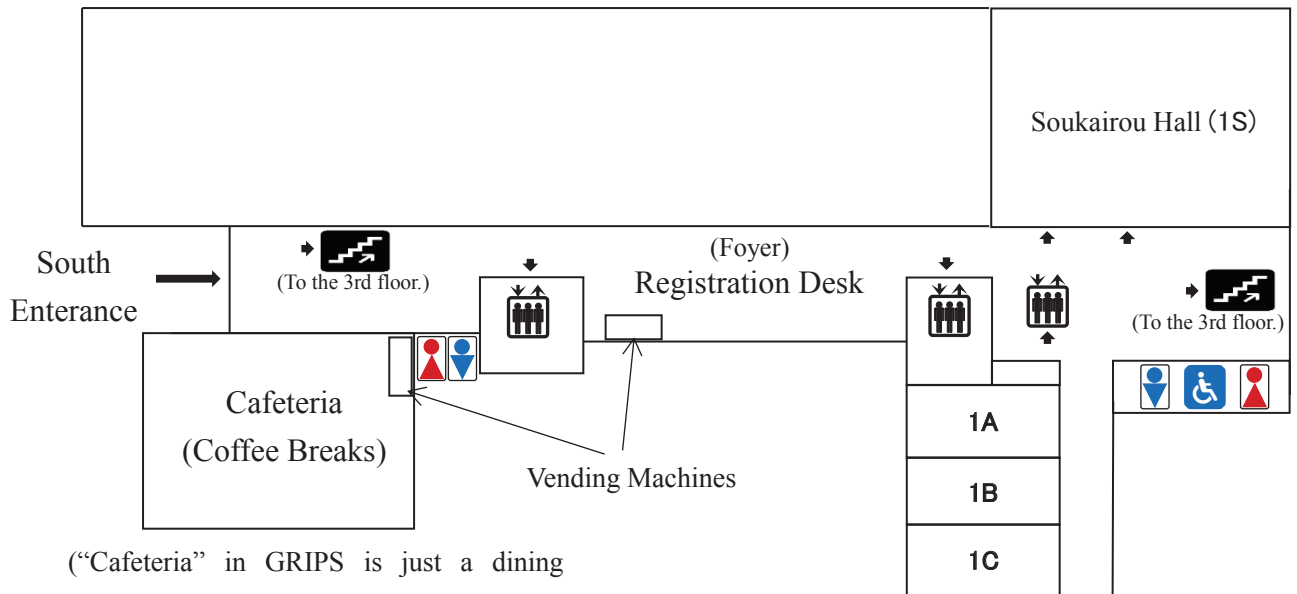 Soukairou Hall (1S)
South
Enterance
(To the 3rd floor.)
(Foyer)
Registration Desk
(To the 3rd floor.)
Cafeteria
(Coffee Breaks)
Vending Machines
1A
1B
1C
(“Cafeteria” in GRIPS is just a dining